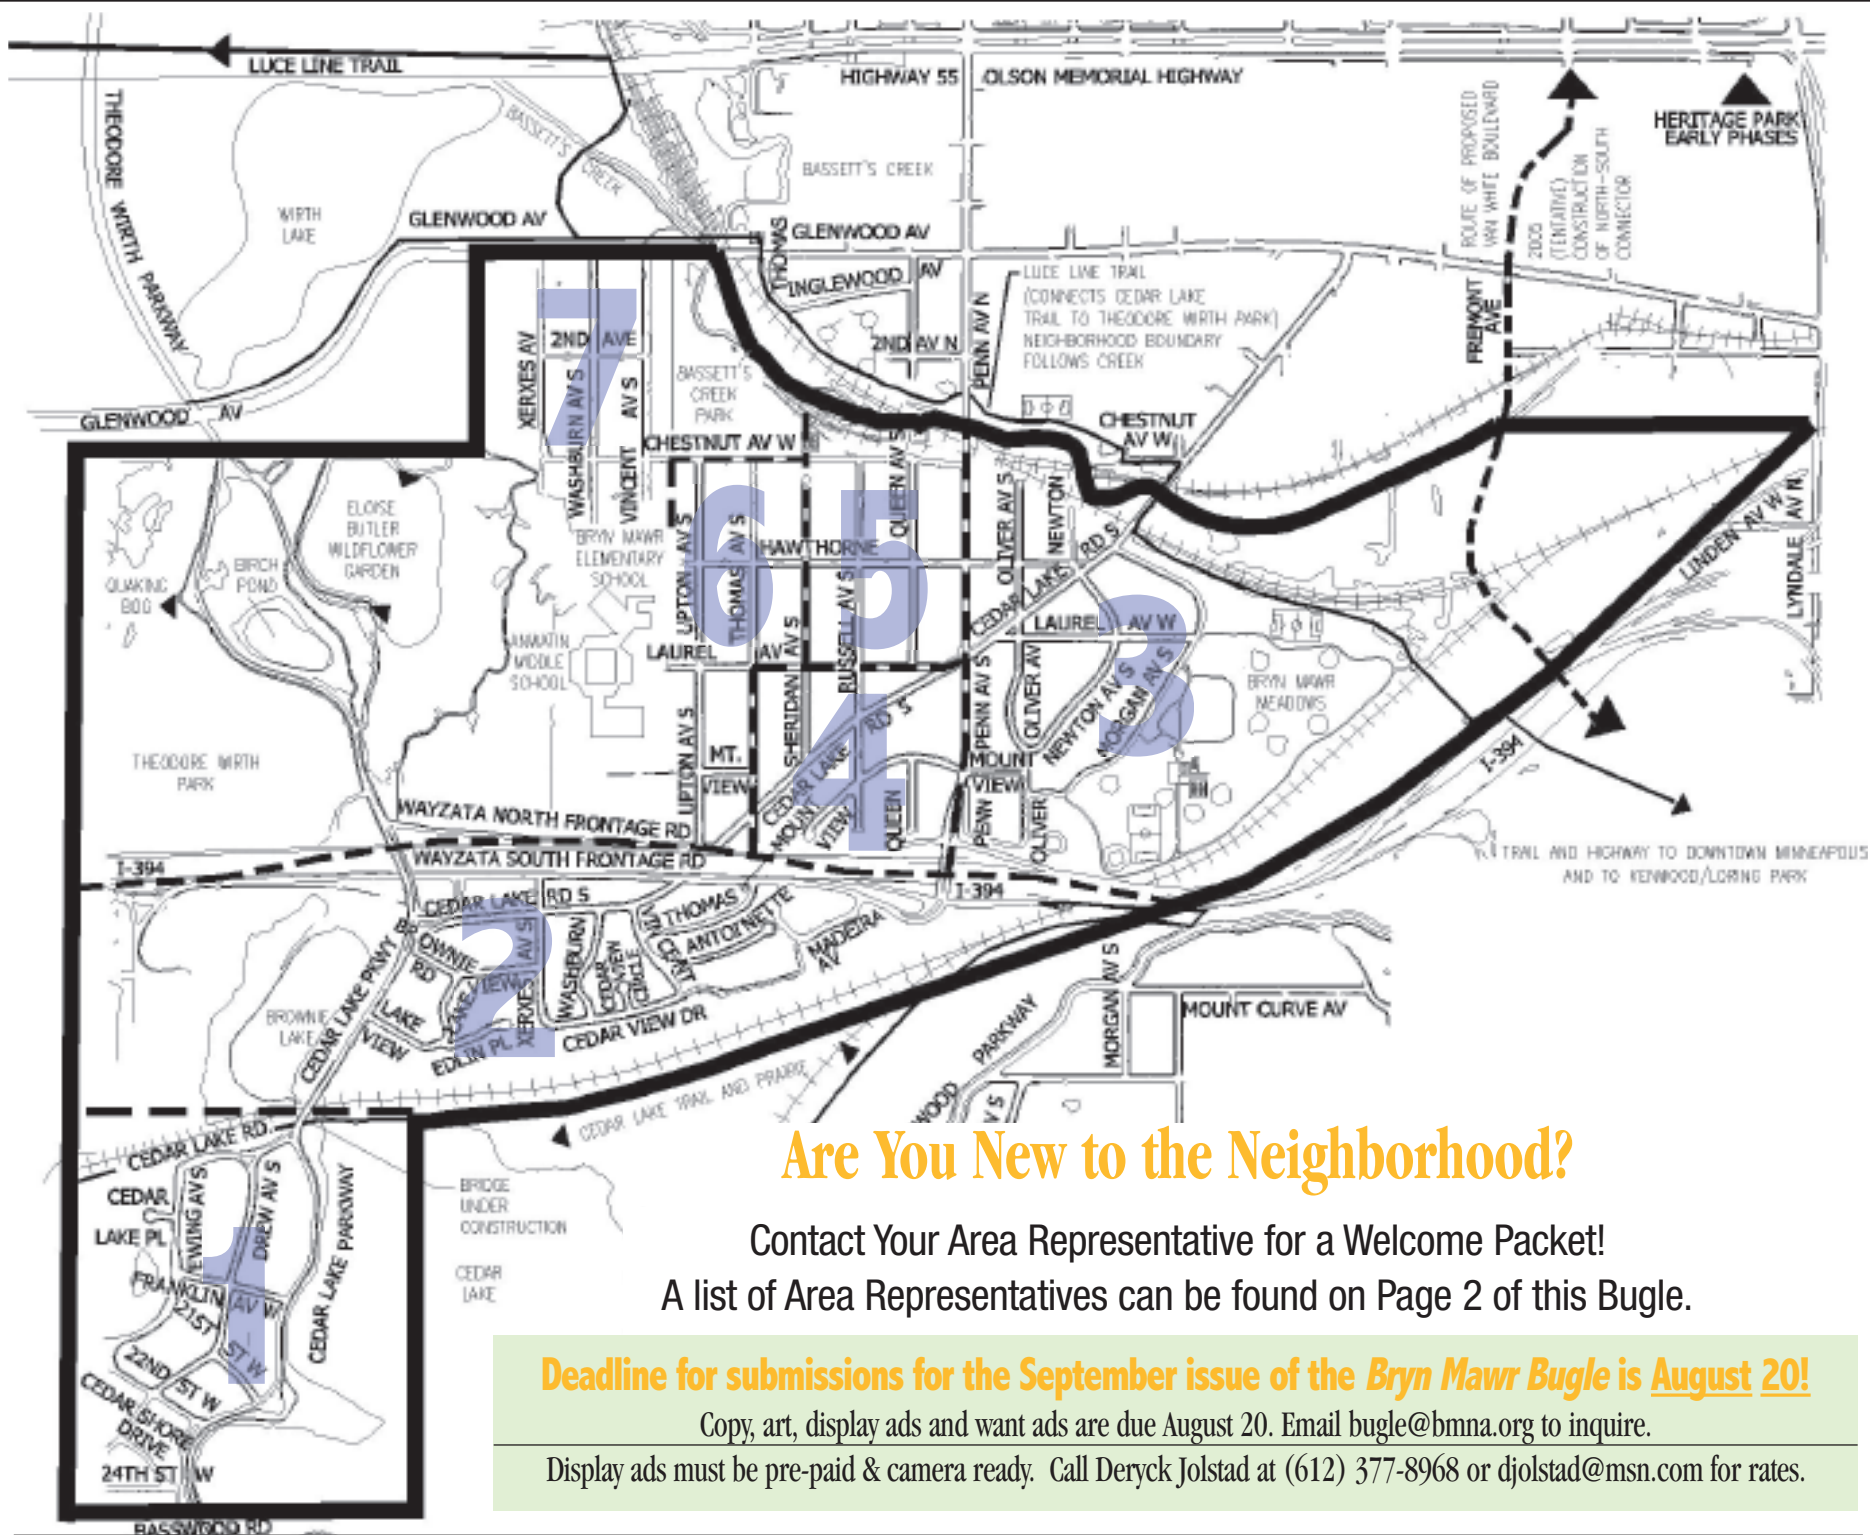 LUCE LINE TRAIL
HIGHWAY 55
OLSON MEMORIAL HIGHWAY
THEODORE WIRTH PARKWAY
BASSETT'S CREEK
BASSETT'S CREEK
WIRTH
LAKE
GLENWOOD AV
THOMAS
GLENWOOD AV
INGLEWOOD AV
ROUTE OF PROPOSED
VAN WHITE BOULEVARD
2005
(TENTATIVE)
CONSTRUCTION
OF NORTH-SOUTH
CONNECTOR
HERITAGE PARK
EARLY PHASES
LUCE LINE TRAIL
(CONNECTS CEDAR LAKE
TRAIL TO THEODORE WIRTH PARK)
NEIGHBORHOOD BOUNDARY
FOLLOWS CREEK
PENN AV N
FREMONT
AVE
7
XERXES AV
2ND AVE
WASHBURN AV S
VINCENT AV S
BASSETT'S
CREEK
PARK
2ND AV N
GLENWOOD AV
CHESTNUT AV W
CHESTNUT
AV W
QUEEN AV S
OLIVER AV S
NEWTON
LINDEN AV W
LYNDALE AV N
ELOISE
BUTLER
WILDFLOWER
GARDEN
QUAKING
BOG
BIRCH
POND
BRYN MAWR
ELEMENTARY
SCHOOL
UPTON AV S
6
THOMAS AV S
HAWTHORNE
5
RUSSELL AV S
CEDAR LAKE RD S
ANWATIN
MIDDLE
SCHOOL
LAUREL AV
SHERIDAN AV S
LAUREL AV W
3
OLIVER AV
NEWTON AV S
MORGAN AV S
BRYN MAWR
MEADOWS
THEODORE WIRTH
PARK
UPTON AV S
MT.
VIEW
4
CEDAR LAKE RD S
MOUNT
VIEW
QUEEN
PENN AV S
MOUNT
VIEW
PENN
OLIVER
I-394
WAYZATA NORTH FRONTAGE RD
WAYZATA SOUTH FRONTAGE RD
I-394
I-394
TRAIL AND HIGHWAY TO DOWNTOWN MINNEAPOLIS
AND TO KENWOOD/LORING PARK
CEDAR LAKE RD S
2
BROWNIE
RD
XERXES AV S
WASHBURN
CEDAR
VIEW
CIRCLE
VINCENT
THOMAS
ANTOINETTE
MADEIRA
AV
BROWNIE
LAKE
CEDAR LAKE PKWY
LAKE
VIEW
LAKE VIEW
EDLIN PL
CEDAR VIEW DR
MORGAN AV S
MOUNT CURVE AV
PARKWAY
WOOD
V S
CEDAR LAKE TRAIL AND PRAIRIE
CEDAR LAKE RD.
CEDAR
LAKE PL
EWING AV S
DREW AV S
CEDAR LAKE PARKWAY
BRIDGE
UNDER
CONSTRUCTION
CEDAR
LAKE
1
FRANKLIN AV W
21ST ST W
22ND ST W
CEDAR SHORE
DRIVE
24TH ST W
BASSWOOD RD
Are You New to the Neighborhood?
Contact Your Area Representative for a Welcome Packet!
A list of Area Representatives can be found on Page 2 of this Bugle.
Deadline for submissions for the September issue of the Bryn Mawr Bugle is August 20!
Copy, art, display ads and want ads are due August 20. Email bugle@bmna.org to inquire.
Display ads must be pre-paid & camera ready. Call Deryck Jolstad at (612) 377-8968 or djolstad@msn.com for rates.